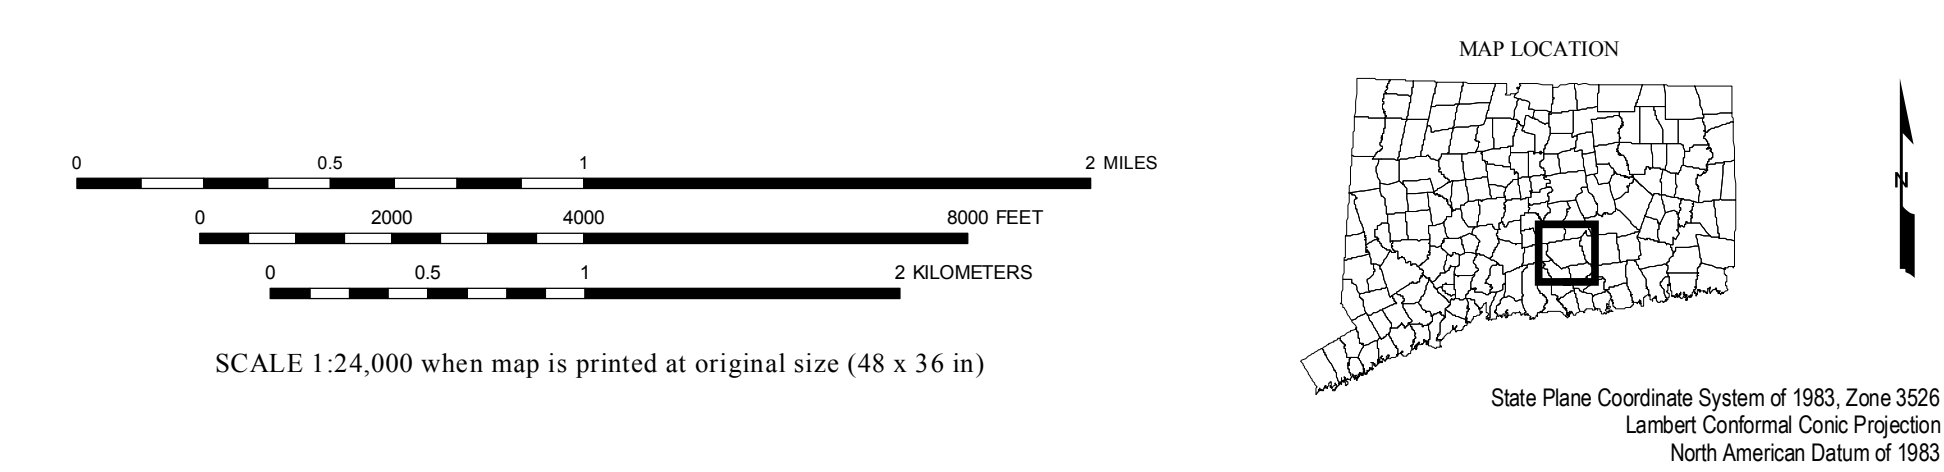 MAP LOCATION
0 0.5 1 2 MILES
0 2000 4000 8000 FEET
0 0.5 1 2 KILOMETERS
SCALE 1:24,000 when map is printed at original size (48 x 36 in)
N
State Plane Coordinate System of 1983, Zone 3526
Lambert Conformal Conic Projection
North American Datum of 1983